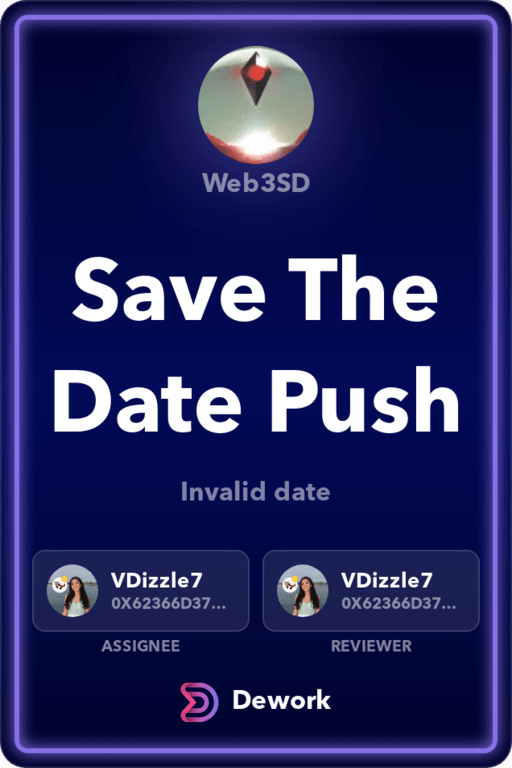 Web3SD
Save The
Date Push
Invalid date
VDizzle7
0X62366D37...
ASSIGNEE
VDizzle7
0X62366D37...
REVIEWER
Dework